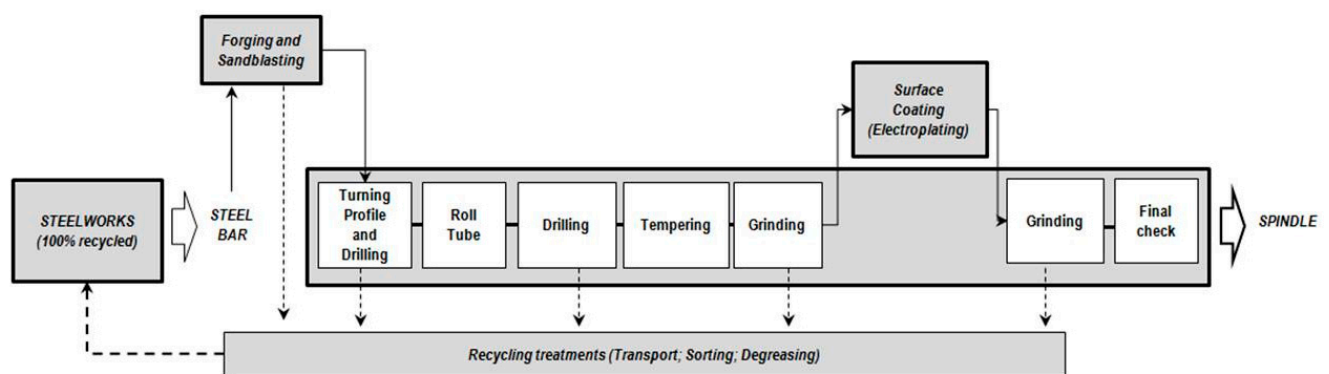 Forging and
Sandblasting
Surface
Coating
(Electroplating)
STEELWORKS
(100% recycled)
STEEL
BAR
Turning
Profile
and
Drilling
Roll
Tube
Drilling
Tempering
Grinding
Grinding
Final
check
SPINDLE
Recycling treatments (Transport; Sorting; Degreasing)